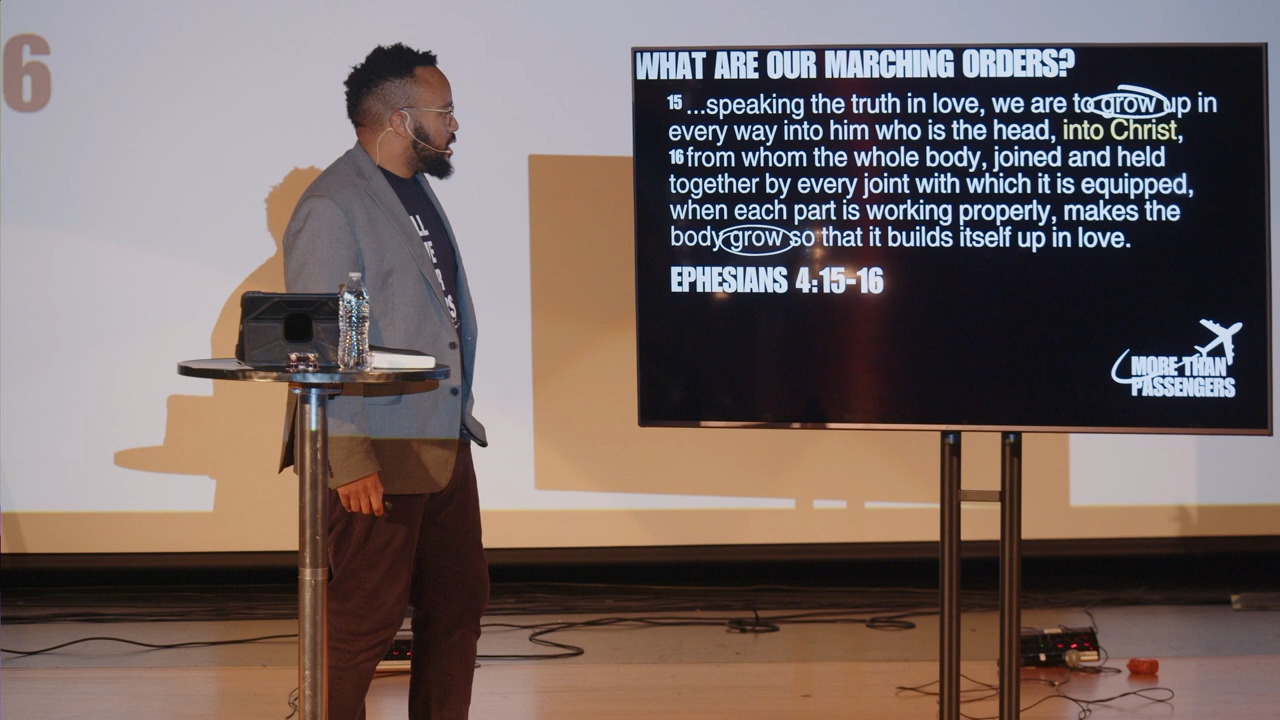 6
WHAT ARE OUR MARCHING ORDERS?
15 ...speaking the truth in love, we are to grow up in
every way into him who is the head, into Christ,
16 from whom the whole body, joined and held
together by every joint with which it is equipped,
when each part is working properly, makes the
body grow so that it builds itself up in love.
EPHESIANS 4:15-16
MORE THAN
PASSENGERS